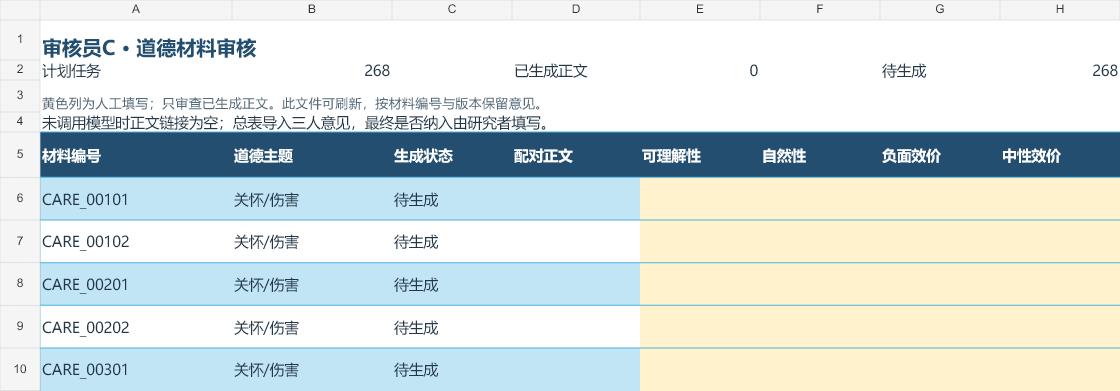 A B C D E F G H
1 审核员C · 道德材料审核
2 计划任务 268 已生成正文 0 待生成 268
3 黄色列为人工填写；只审查已生成正文。此文件可刷新，按材料编号与版本保留意见。
4 未调用模型时正文链接为空；总表导入三人意见，最终是否纳入由研究者填写。
5 材料编号 道德主题 生成状态 配对正文 可理解性 自然性 负面效价 中性效价
6 CARE_00101 关怀/伤害 待生成
7 CARE_00102 关怀/伤害 待生成
8 CARE_00201 关怀/伤害 待生成
9 CARE_00202 关怀/伤害 待生成
10 CARE_00301 关怀/伤害 待生成